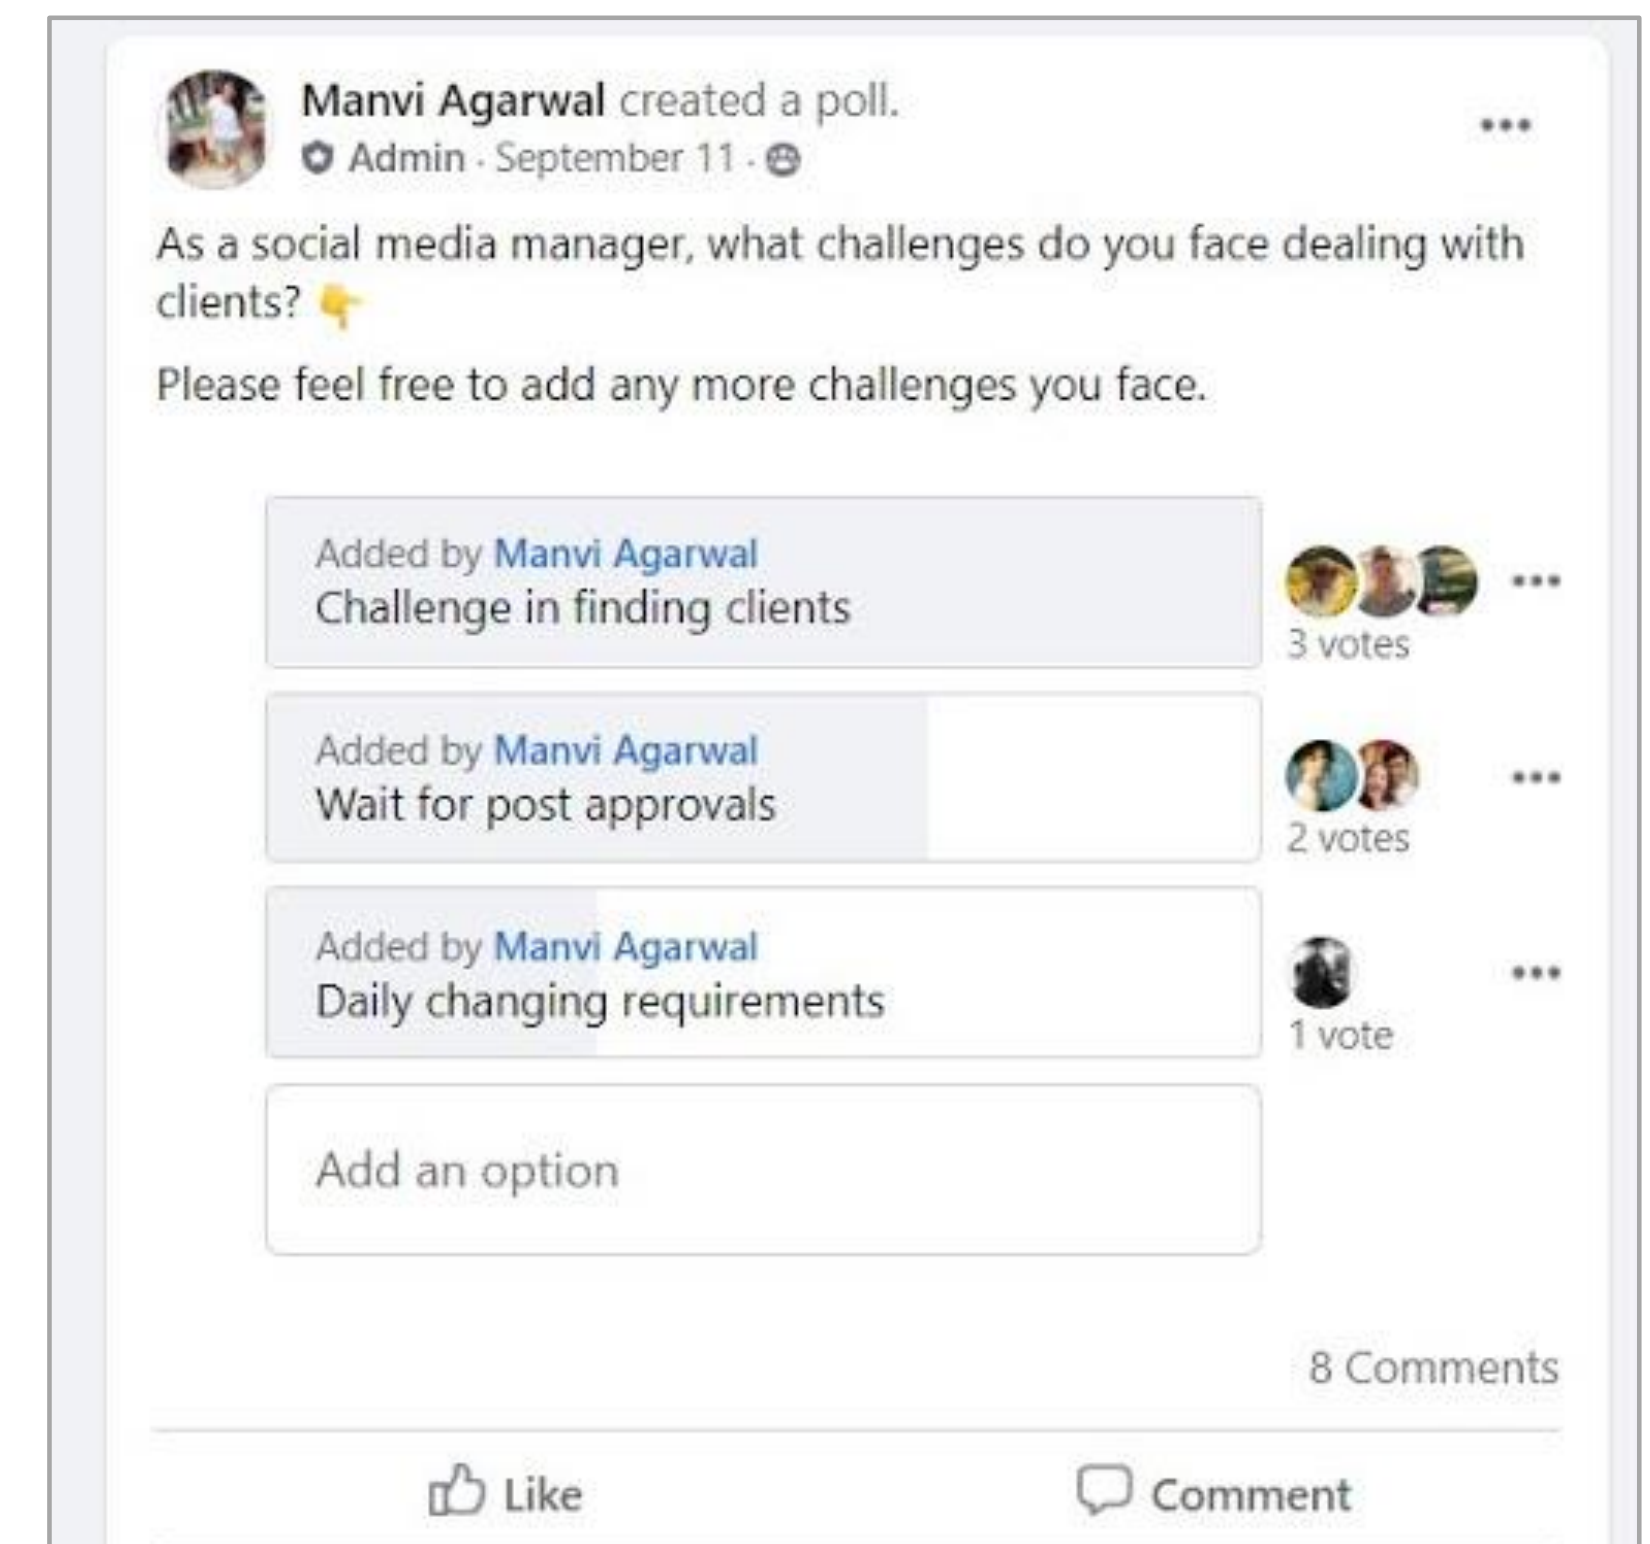 Manvi Agarwal created a poll.
Admin · September 11 ·
As a social media manager, what challenges do you face dealing with
clients? 👇
Please feel free to add any more challenges you face.
Added by Manvi Agarwal
Challenge in finding clients
3 votes
Added by Manvi Agarwal
Wait for post approvals
2 votes
Added by Manvi Agarwal
Daily changing requirements
1 vote
Add an option
8 Comments
Like
Comment